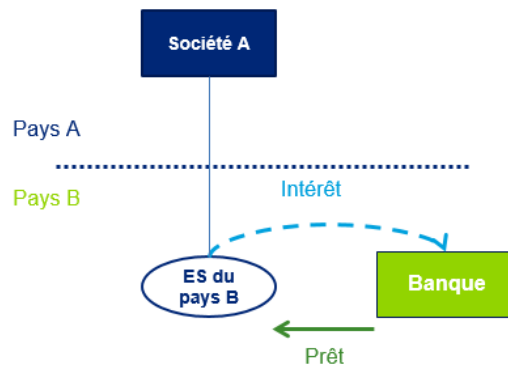 Société A
Pays A
Pays B
Intérêt
ES du
pays B
Banque
Prêt